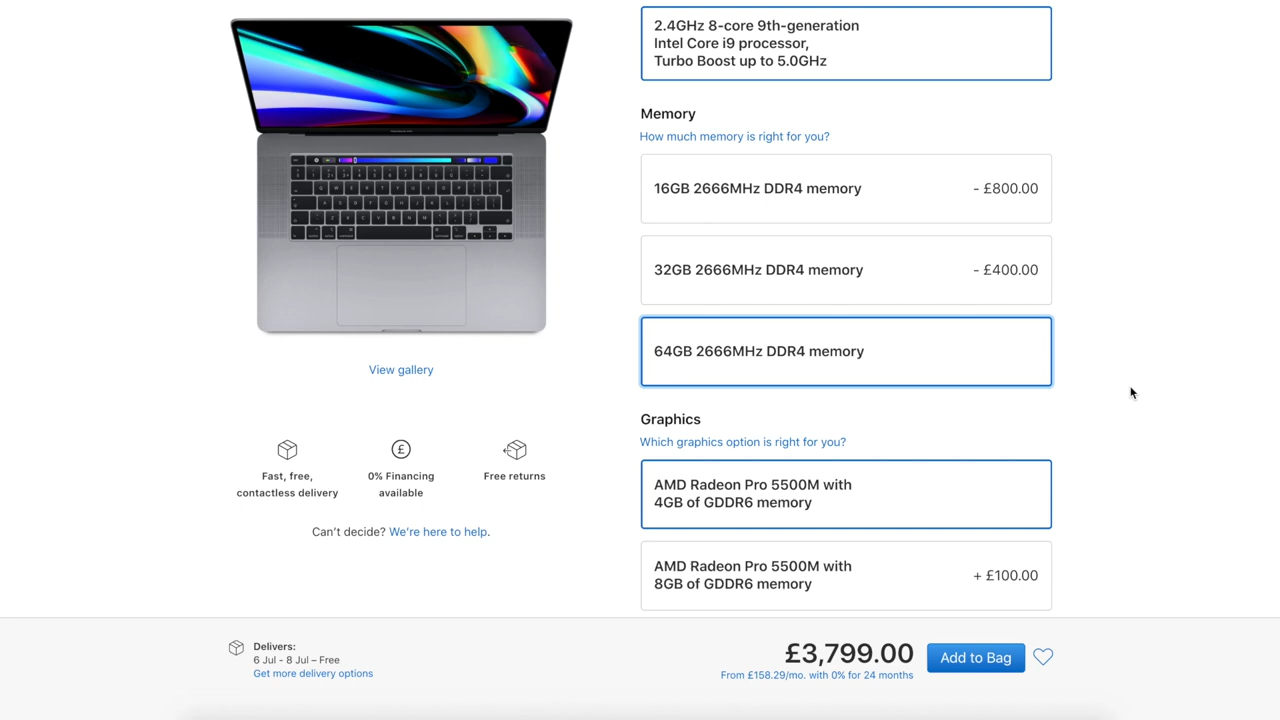 2.4GHz 8-core 9th-generation
Intel Core i9 processor,
Turbo Boost up to 5.0GHz
Memory
How much memory is right for you?
16GB 2666MHz DDR4 memory - £800.00
32GB 2666MHz DDR4 memory - £400.00
64GB 2666MHz DDR4 memory
View gallery
Graphics
Which graphics option is right for you?
AMD Radeon Pro 5500M with
4GB of GDDR6 memory
Fast, free,
contactless delivery
0% Financing
available
Free returns
Can't decide? We're here to help.
AMD Radeon Pro 5500M with
8GB of GDDR6 memory
+ £100.00
Delivers:
6 Jul - 8 Jul – Free
Get more delivery options
£3,799.00
From £158.29/mo. with 0% for 24 months
Add to Bag